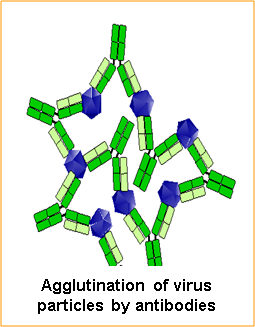 Agglutination of virus
particles by antibodies